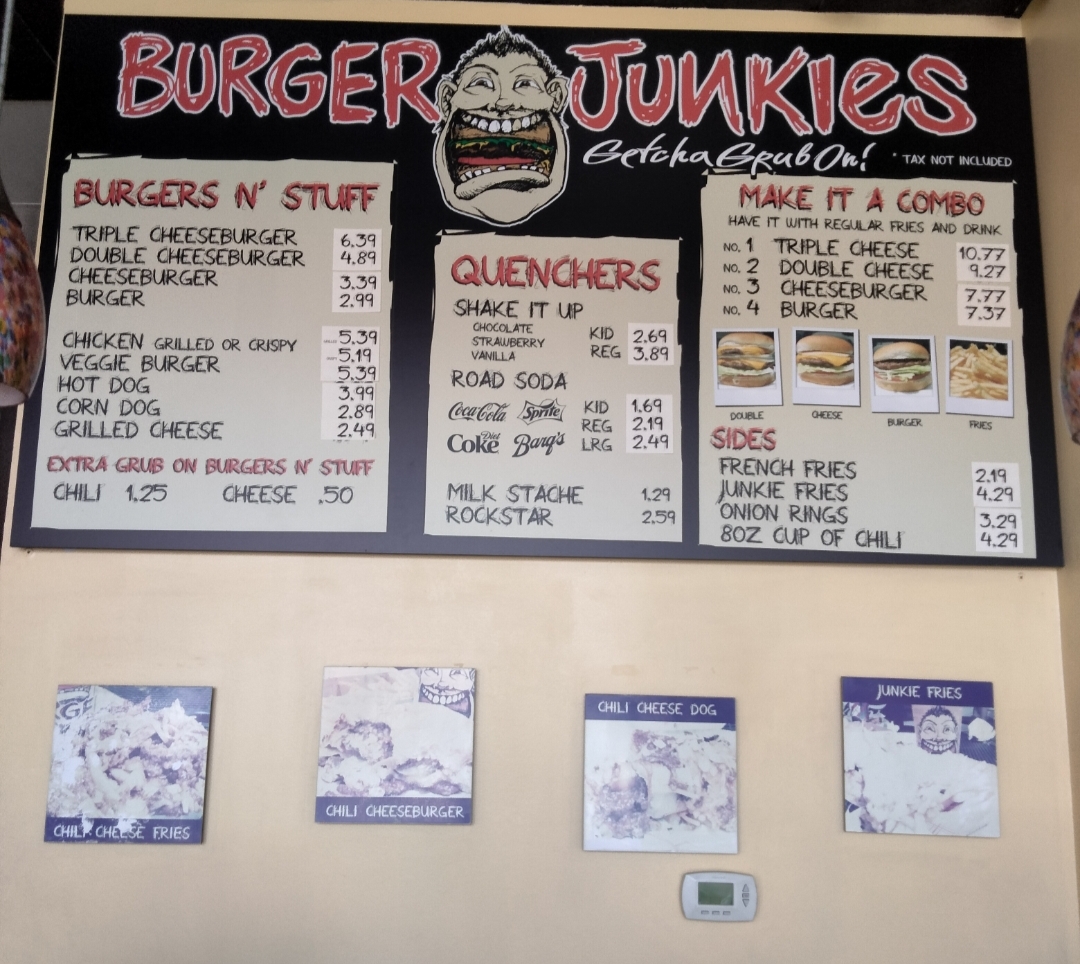 BURGER JUNKIES
Getcha Grub On!
* TAX NOT INCLUDED
BURGERS N' STUFF
TRIPLE CHEESEBURGER 6.39
DOUBLE CHEESEBURGER 4.89
CHEESEBURGER 3.39
BURGER 2.99
CHICKEN GRILLED OR CRISPY 5.39
5.19
VEGGIE BURGER 5.39
HOT DOG 3.99
CORN DOG 2.89
GRILLED CHEESE 2.49
EXTRA GRUB ON BURGERS N' STUFF
CHILI 1.25 CHEESE .50
QUENCHERS
SHAKE IT UP
CHOCOLATE
STRAWBERRY
VANILLA
KID 2.69
REG 3.89
ROAD SODA
Coca-Cola Sprite
Diet Coke Barq's
KID 1.69
REG 2.19
LRG 2.49
MILK STACHE 1.29
ROCKSTAR 2.59
MAKE IT A COMBO
HAVE IT WITH REGULAR FRIES AND DRINK
NO. 1 TRIPLE CHEESE 10.77
NO. 2 DOUBLE CHEESE 9.27
NO. 3 CHEESEBURGER 7.77
NO. 4 BURGER 7.37
DOUBLE
CHEESE
BURGER
FRIES
SIDES
FRENCH FRIES 2.19
JUNKIE FRIES 4.29
ONION RINGS 3.29
8OZ CUP OF CHILI 4.29
CHILI CHEESE FRIES
CHILI CHEESEBURGER
CHILI CHEESE DOG
JUNKIE FRIES